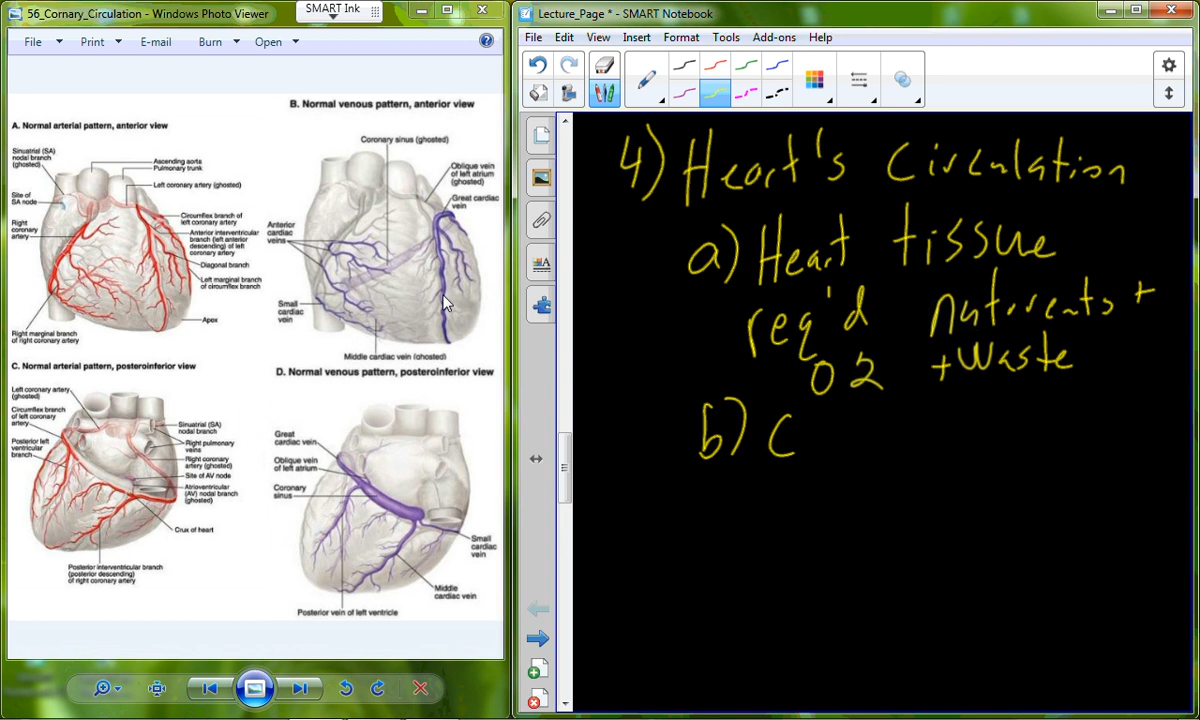 56_Cornary_Circulation - Windows Photo Viewer
SMART Ink
File Print E-mail Burn Open
B. Normal venous pattern, anterior view
A. Normal arterial pattern, anterior view
Sinuatrial (SA)
nodal branch
(ghosted)
Ascending aorta
Pulmonary trunk
Left coronary artery (ghosted)
Site of
SA node
Right
coronary
artery
Circumflex branch of
left coronary artery
Anterior interventricular
branch (left anterior
descending) of left
coronary artery
Diagonal branch
Left marginal branch
of circumflex branch
Apex
Right marginal branch
of right coronary artery
Coronary sinus (ghosted)
Oblique vein
of left atrium
(ghosted)
Great cardiac
vein
Anterior
cardiac
veins
Small
cardiac
vein
Middle cardiac vein (ghosted)
C. Normal arterial pattern, posteroinferior view
D. Normal venous pattern, posteroinferior view
Left coronary artery
(ghosted)
Circumflex branch
of left coronary
artery
Posterior left
ventricular
branch
Sinuatrial (SA)
nodal branch
Right pulmonary
veins
Right coronary
artery (ghosted)
Site of AV node
Atrioventricular
(AV) nodal branch
(ghosted)
Crux of heart
Posterior interventricular branch
(posterior descending)
of right coronary artery
Great
cardiac vein
Oblique vein
of left atrium
Coronary
sinus
Small
cardiac
vein
Middle
cardiac vein
Posterior vein of left ventricle
Lecture_Page * - SMART Notebook
File Edit View Insert Format Tools Add-ons Help
4) Heart's Circulation
a) Heart tissue
req'd nutrients +
O2 + Waste
b) C